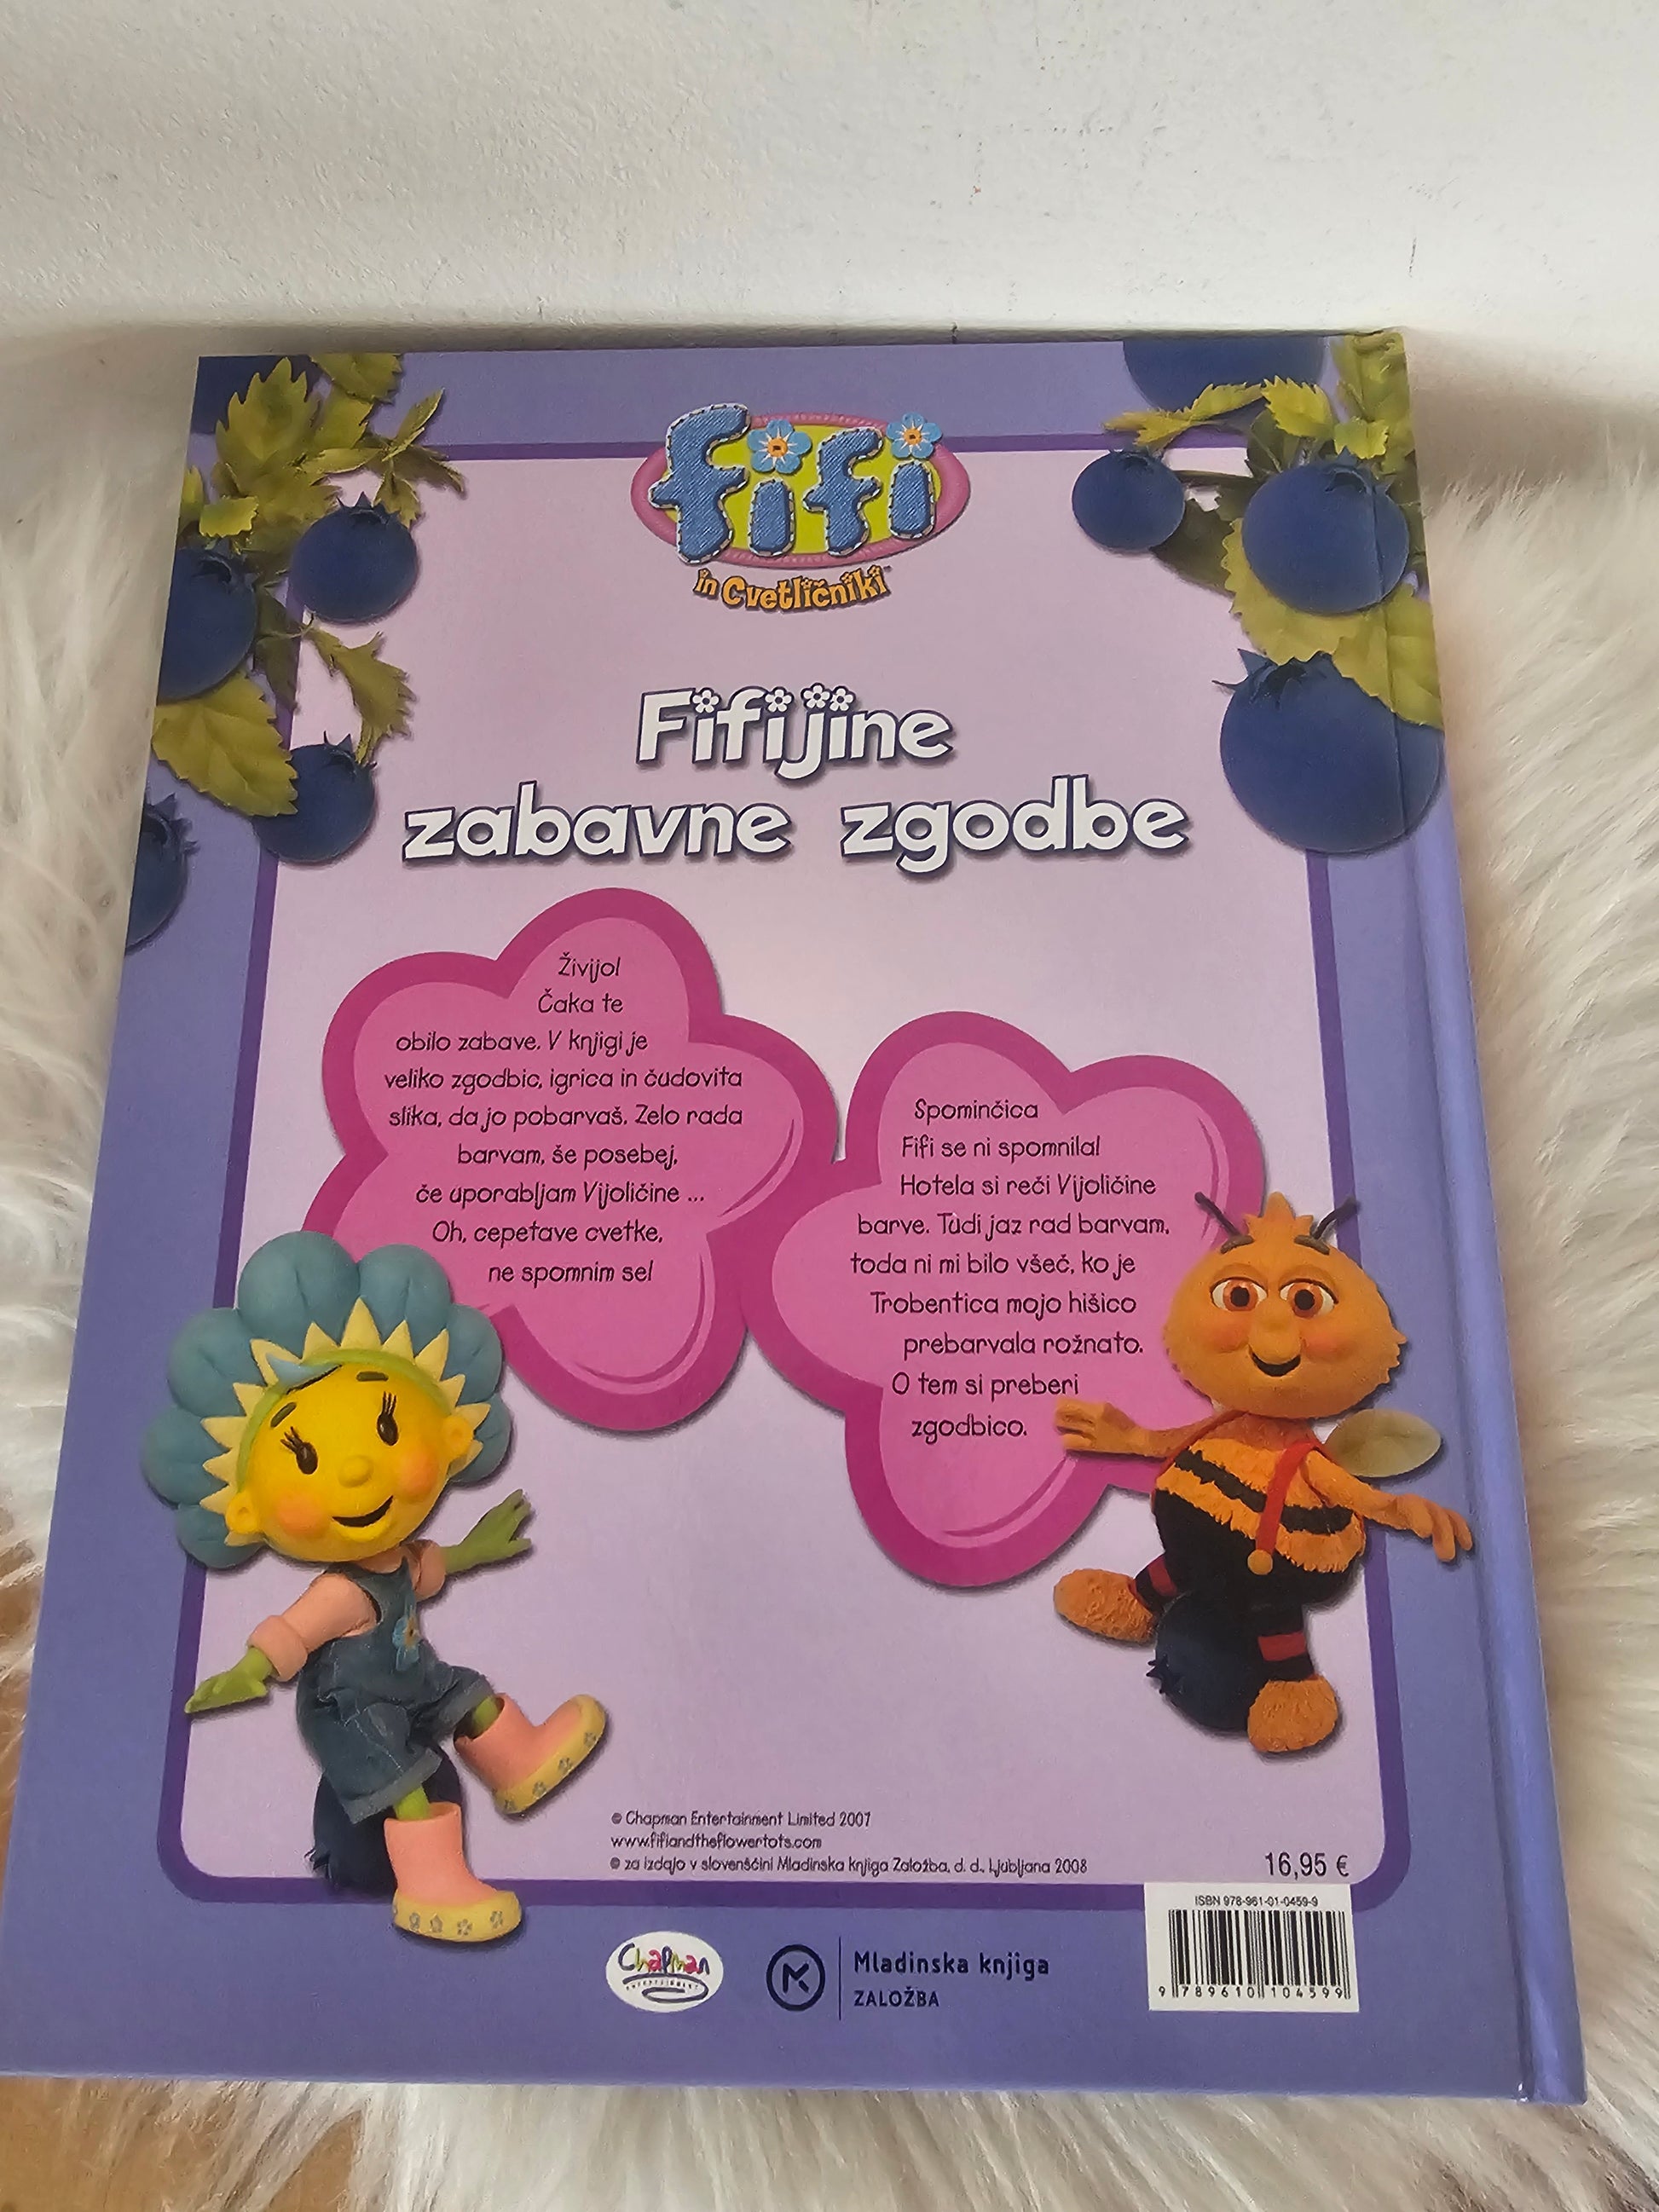 fifi
in Cvetličniki™
Fifijine
zabavne zgodbe
Živijo!
Čaka te
obilo zabave. V knjigi je
veliko zgodbic, igrica in čudovita
slika, da jo pobarvaš. Zelo rada
barvam, še posebej,
če uporabljam Vijoličine ...
Oh, cepetave cvetke,
ne spomnim se!
Spominčica
Fifi se ni spomnila!
Hotela si reči Vijoličine
barve. Tudi jaz rad barvam,
toda ni mi bilo všeč, ko je
Trobentica mojo hišico
prebarvala rožnato.
O tem si preberi
zgodbico.
© Chapman Entertainment Limited 2007
www.fifiandtheflowertots.com
© za izdajo v slovenščini Mladinska knjiga Založba, d. d., Ljubljana 2008
16,95 €
ISBN 978-961-01-0459-9
9 789610 104599
Chapman
ENTERTAINMENT
Mladinska knjiga
ZALOŽBA